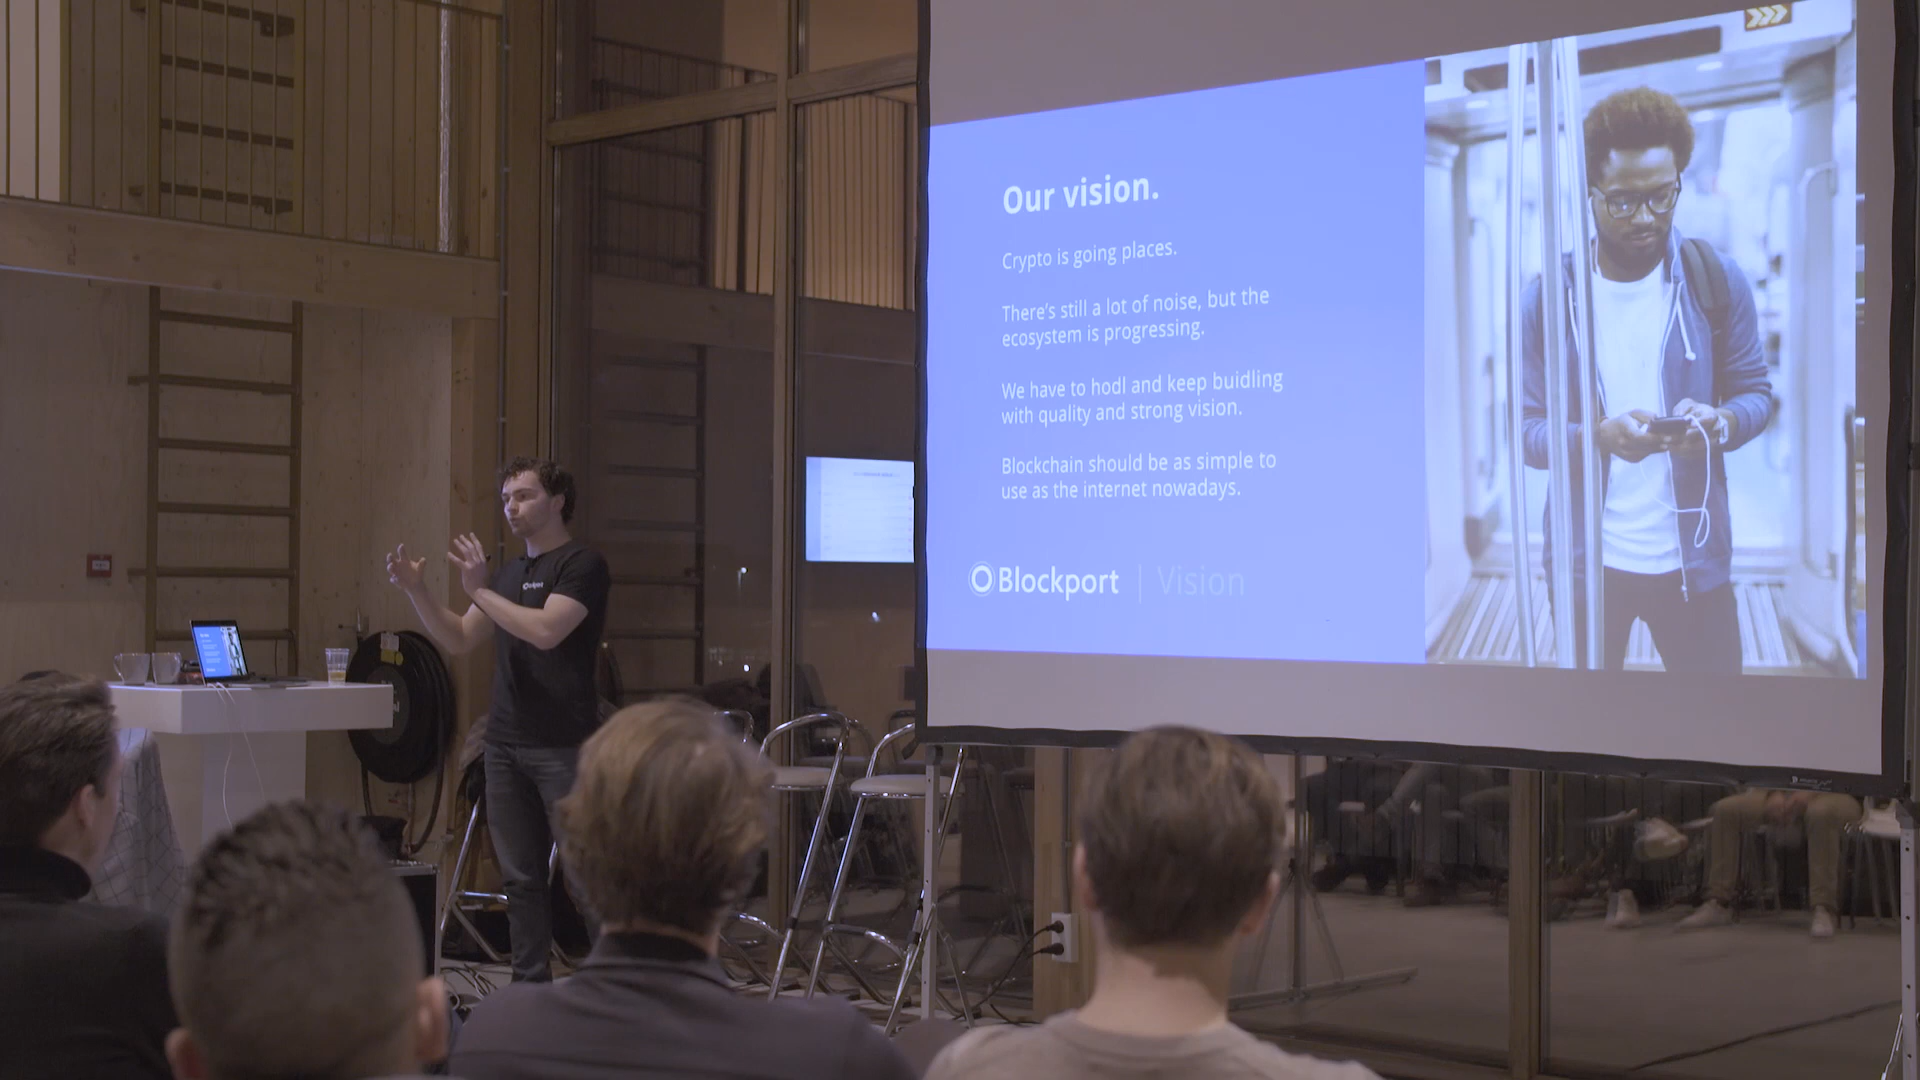 Our vision.
Crypto is going places.
There's still a lot of noise, but the
ecosystem is progressing.
We have to hodl and keep buidling
with quality and strong vision.
Blockchain should be as simple to
use as the internet nowadays.
Blockport | Vision
Blockport